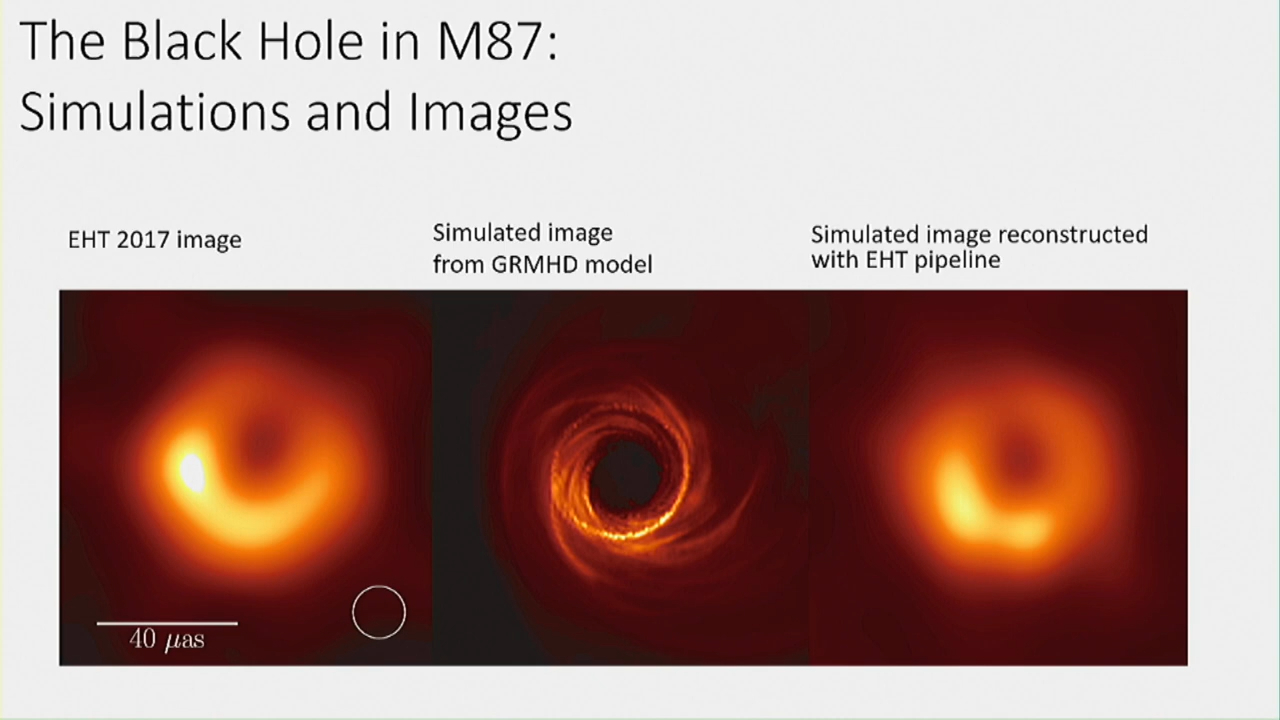 The Black Hole in M87:
Simulations and Images
EHT 2017 image
Simulated image
from GRMHD model
Simulated image reconstructed
with EHT pipeline
40 μas